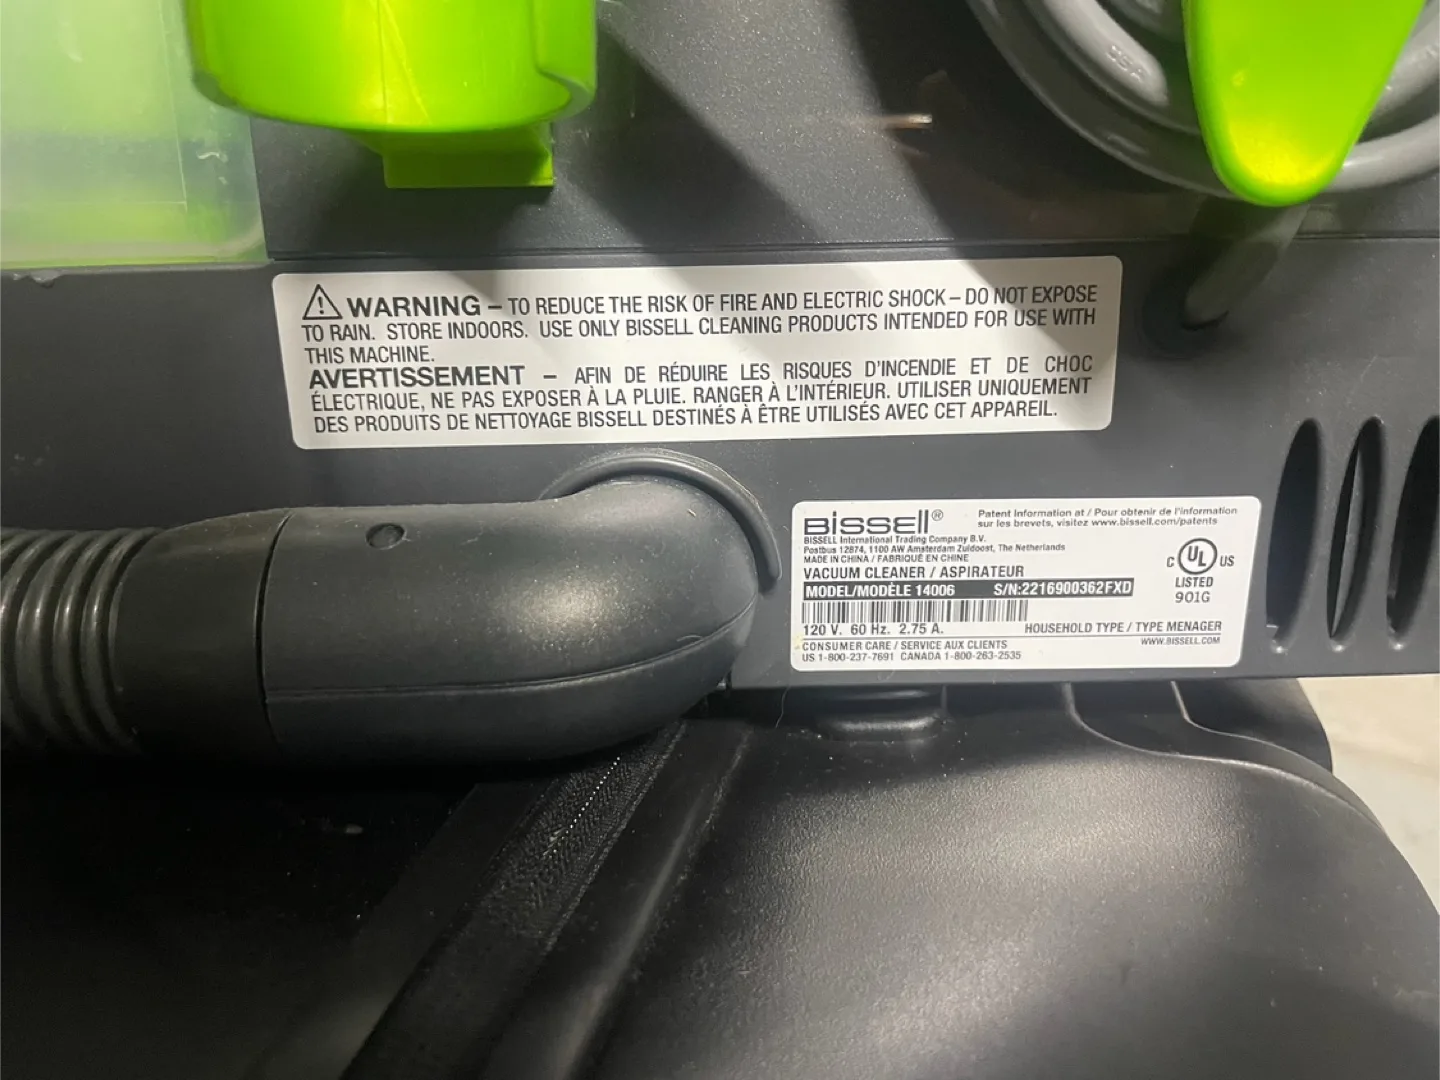 USA
⚠ WARNING – TO REDUCE THE RISK OF FIRE AND ELECTRIC SHOCK – DO NOT EXPOSE
TO RAIN. STORE INDOORS. USE ONLY BISSELL CLEANING PRODUCTS INTENDED FOR USE WITH
THIS MACHINE.
AVERTISSEMENT – AFIN DE RÉDUIRE LES RISQUES D'INCENDIE ET DE CHOC
ÉLECTRIQUE, NE PAS EXPOSER À LA PLUIE. RANGER À L'INTÉRIEUR. UTILISER UNIQUEMENT
DES PRODUITS DE NETTOYAGE BISSELL DESTINÉS À ÊTRE UTILISÉS AVEC CET APPAREIL.
BISSELL®
Patent Information at / Pour obtenir de l'information
sur les brevets, visitez www.bissell.com/patents
BISSELL International Trading Company B.V.
Postbus 12874, 1100 AW Amsterdam Zuidoost, The Netherlands
MADE IN CHINA / FABRIQUÉ EN CHINE
VACUUM CLEANER / ASPIRATEUR
MODEL/MODÈLE 14006 S/N:2216900362FXD
C UL US
LISTED
901G
120 V. 60 Hz. 2.75 A. HOUSEHOLD TYPE / TYPE MENAGER
CONSUMER CARE / SERVICE AUX CLIENTS WWW.BISSELL.COM
US 1-800-237-7691 CANADA 1-800-263-2535